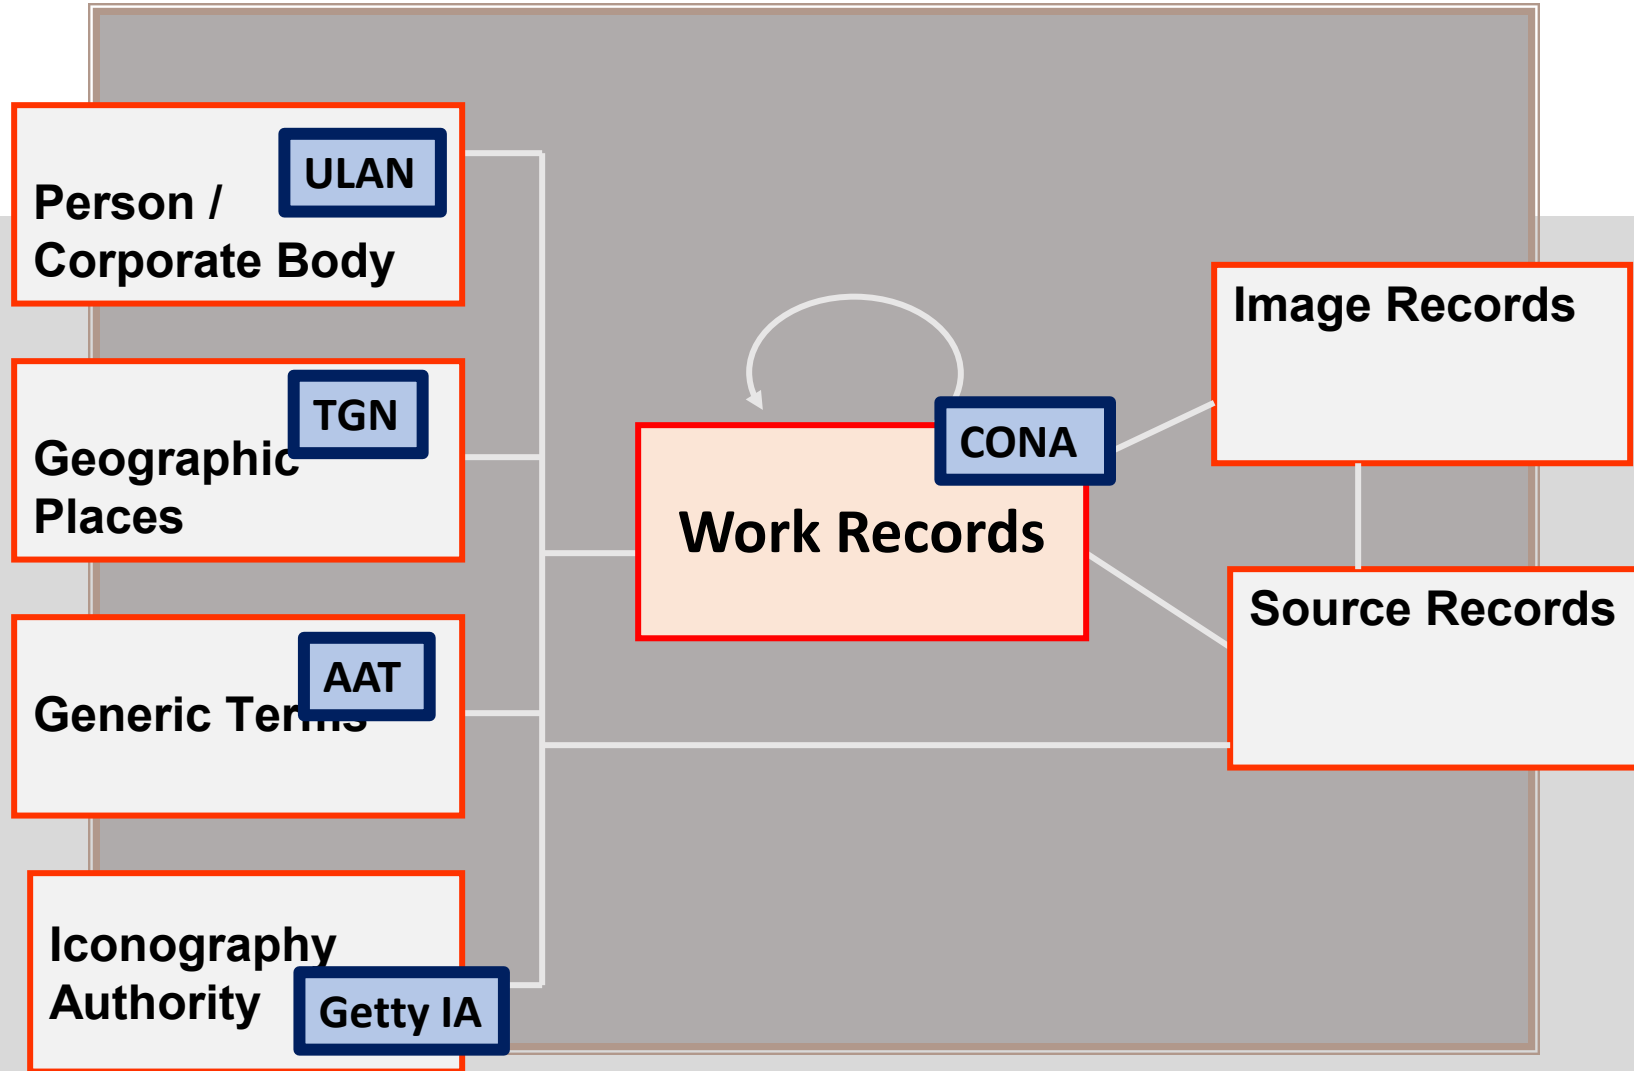 ULAN
Person /
Corporate Body
TGN
Geographic
Places
AAT
Generic Terms
Iconography
Authority
Getty IA
CONA
Work Records
Image Records
Source Records